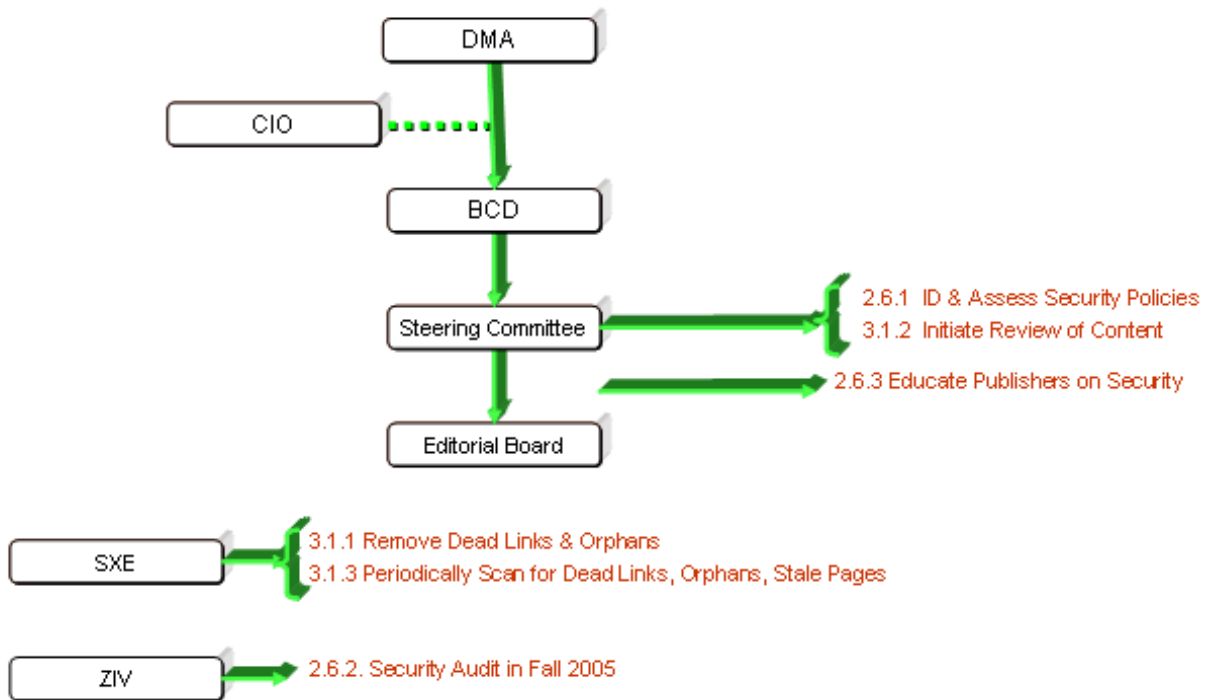 DMA
CIO
BCD
Steering Committee
2.6.1 ID & Assess Security Policies
3.1.2 Initiate Review of Content
2.6.3 Educate Publishers on Security
Editorial Board
SXE
3.1.1 Remove Dead Links & Orphans
3.1.3 Periodically Scan for Dead Links, Orphans, Stale Pages
ZIV
2.6.2. Security Audit in Fall 2005